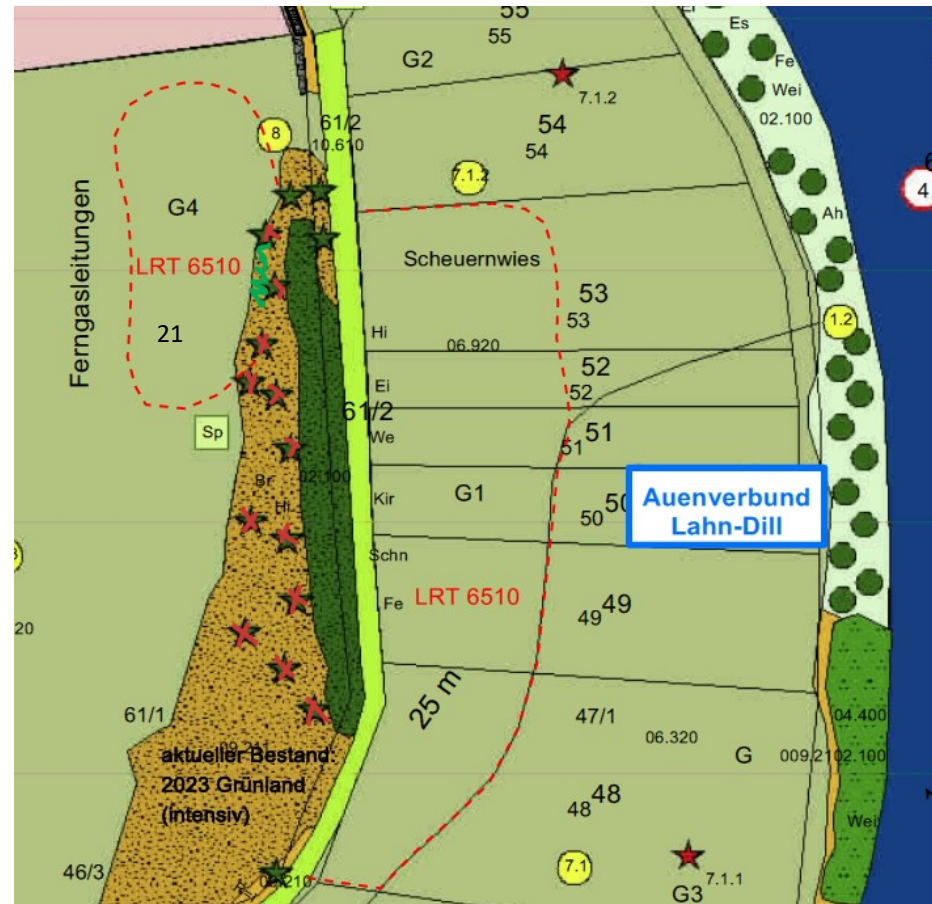 55
55
G2
Es
Fe
Wei
02.100
7.1.2
54
54
61/2
10.610
8
7.1.2
4
G4
Ah
Ferngasleitungen
LRT 6510
Scheuernwies
53
53
21
Hi
06.920
1.2
52
52
Ei
61/2
Sp
We
51
51
02.100
Br
Hi
Kir
G1
50
50
Auenverbund
Lahn-Dill
Schn
Fe
LRT 6510
49
49
20
25 m
61/1
47/1
06.320
G
04.400
009.2102.100
aktueller Bestand:
2023 Grünland
(intensiv)
48
48
Wei
46/3
7.1
7.1.1
G3